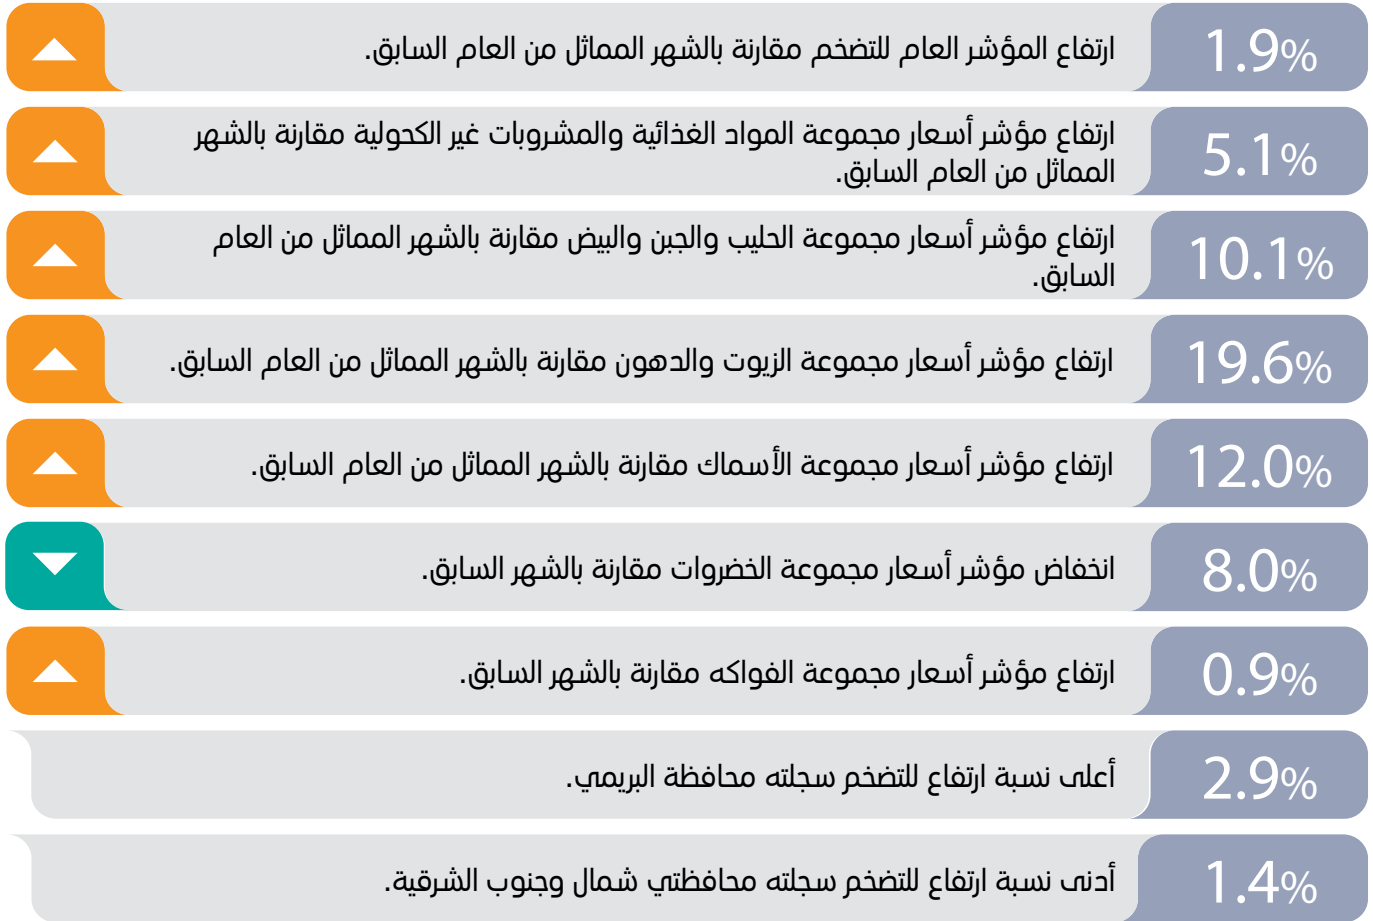 1.9%
ارتفاع المؤشر العام للتضخم مقارنة بالشهر المماثل من العام السابق.
5.1%
ارتفاع مؤشر أسعار مجموعة المواد الغذائية والمشروبات غير الكحولية مقارنة بالشهر
المماثل من العام السابق.
10.1%
ارتفاع مؤشر أسعار مجموعة الحليب والجبن والبيض مقارنة بالشهر المماثل من العام
السابق.
19.6%
ارتفاع مؤشر أسعار مجموعة الزيوت والدهون مقارنة بالشهر المماثل من العام السابق.
12.0%
ارتفاع مؤشر أسعار مجموعة الأسماك مقارنة بالشهر المماثل من العام السابق.
8.0%
انخفاض مؤشر أسعار مجموعة الخضروات مقارنة بالشهر السابق.
0.9%
ارتفاع مؤشر أسعار مجموعة الفواكه مقارنة بالشهر السابق.
2.9%
أعلى نسبة ارتفاع للتضخم سجلته محافظة البريمي.
1.4%
أدنى نسبة ارتفاع للتضخم سجلته محافظتي شمال وجنوب الشرقية.